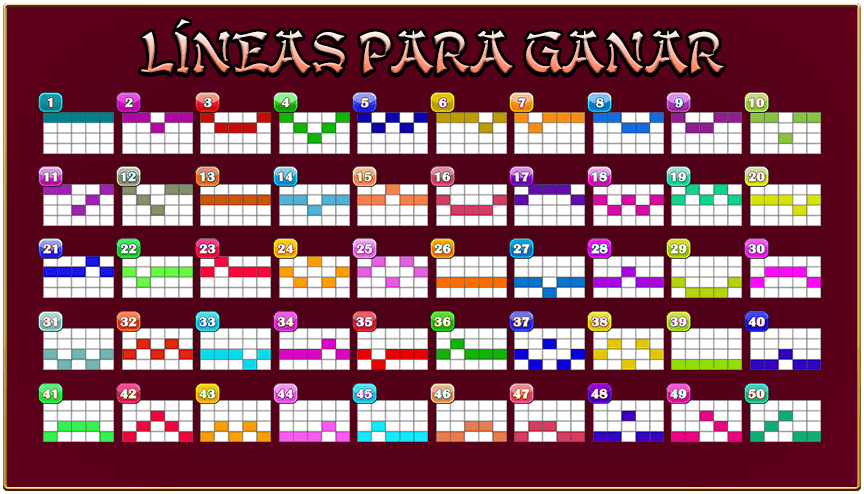 LÍNEAS PARA GANAR
1 2 3 4 5 6 7 8 9 10
11 12 13 14 15 16 17 18 19 20
21 22 23 24 25 26 27 28 29 30
31 32 33 34 35 36 37 38 39 40
41 42 43 44 45 46 47 48 49 50